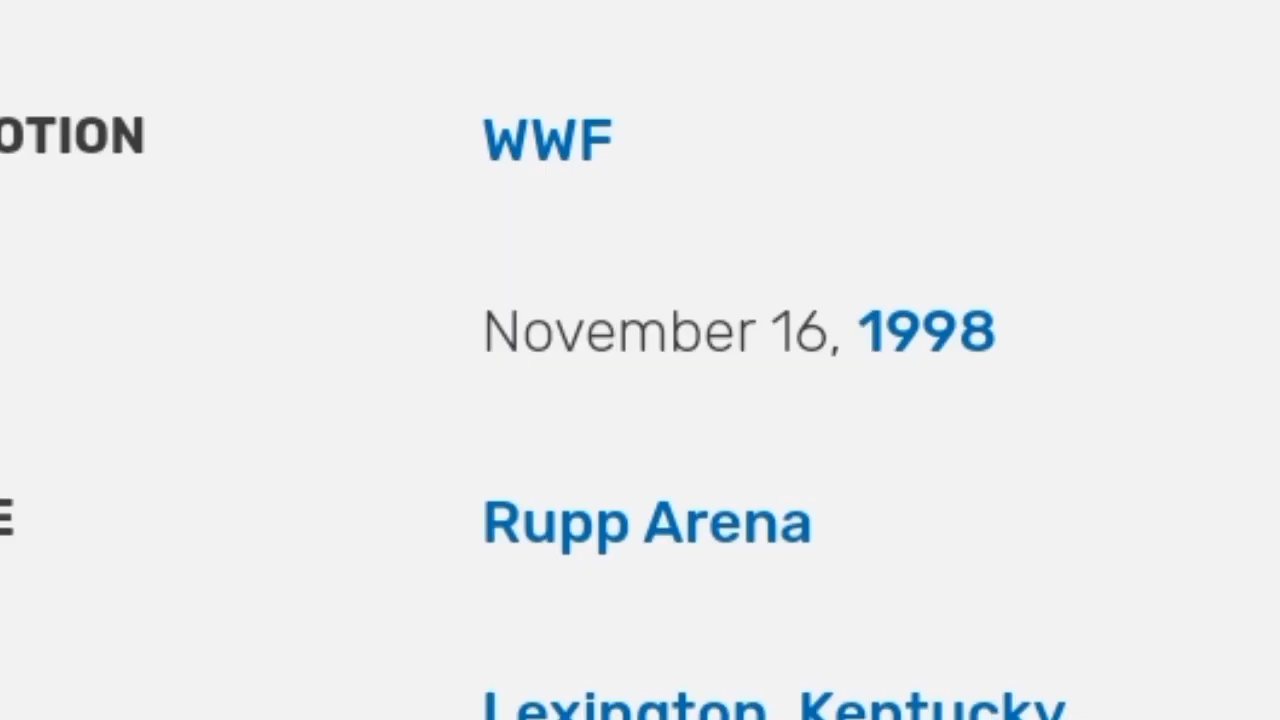 OTION WWF
November 16, 1998
E Rupp Arena
Lexington, Kentucky